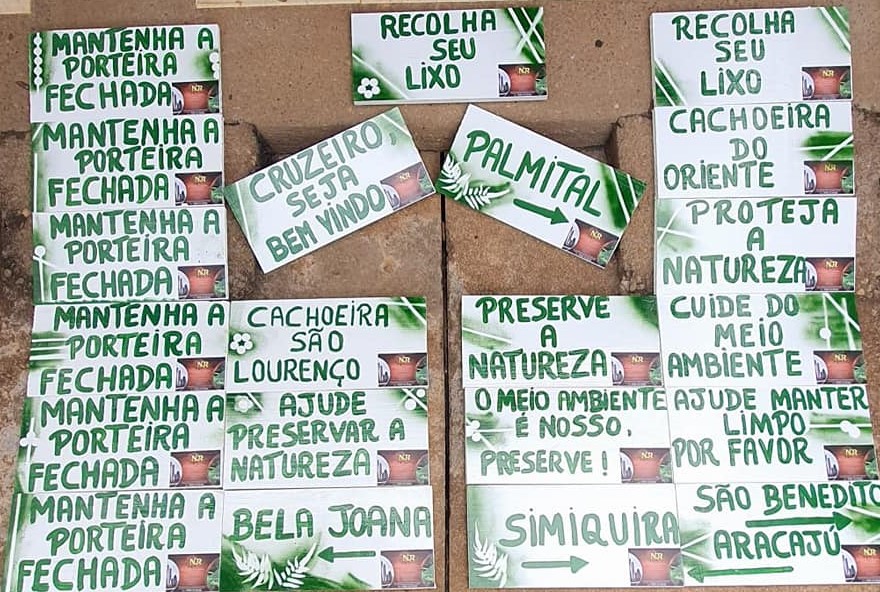 MANTENHA A
PORTEIRA
FECHADA
RECOLHA
SEU
LIXO
RECOLHA
SEU
LIXO
MANTENHA A
PORTEIRA
FECHADA
CRUZEIRO,
SEJA
BEM VINDO
PALMITAL
CACHOEIRA
DO
ORIENTE
MANTENHA A
PORTEIRA
FECHADA
PROTEJA
A
NATUREZA
MANTENHA A
PORTEIRA
FECHADA
CACHOEIRA
SÃO
LOURENÇO
PRESERVE
A
NATUREZA
CUIDE DO
MEIO
AMBIENTE
MANTENHA A
PORTEIRA
FECHADA
AJUDE
PRESERVAR A
NATUREZA
O MEIO AMBIENTE
É NOSSO,
PRESERVE!
AJUDE MANTER
LIMPO
POR FAVOR
MANTENHA A
PORTEIRA
FECHADA
BELA JOANA
SIMIQUIRA
SÃO BENEDITO
ARACAJÚ